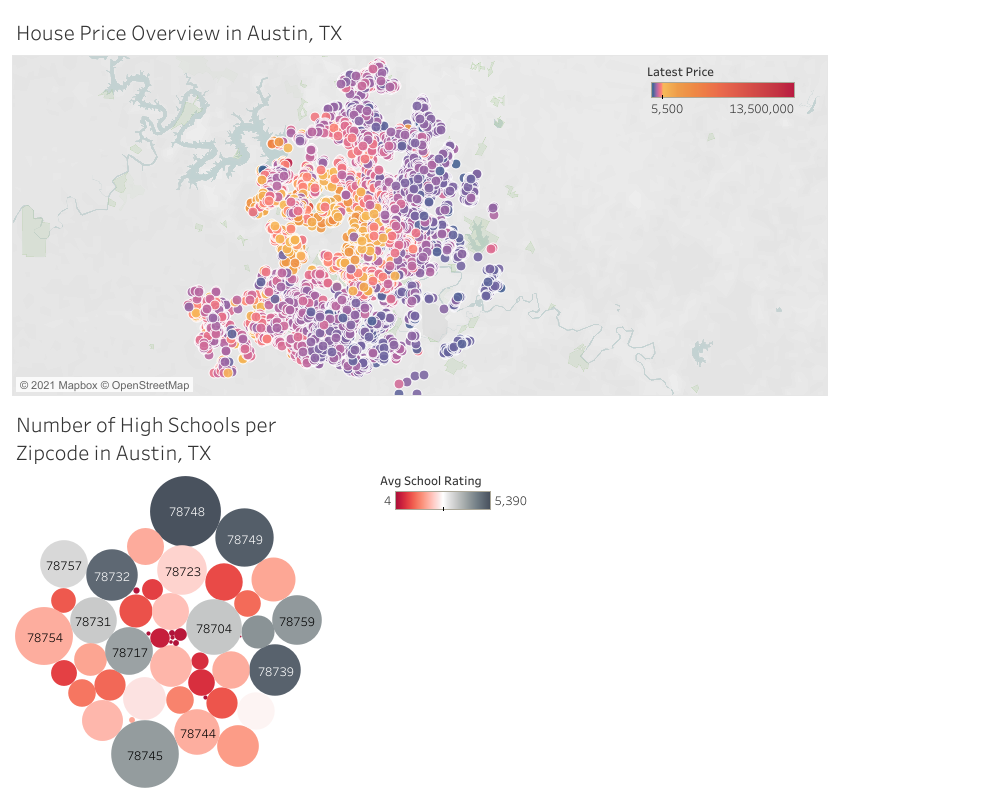 House Price Overview in Austin, TX
Latest Price
5,500 13,500,000
© 2021 Mapbox © OpenStreetMap
Number of High Schools per
Zipcode in Austin, TX
Avg School Rating
4 5,390
78748
78749
78757
78732
78723
78731
78704
78759
78754
78717
78739
78744
78745